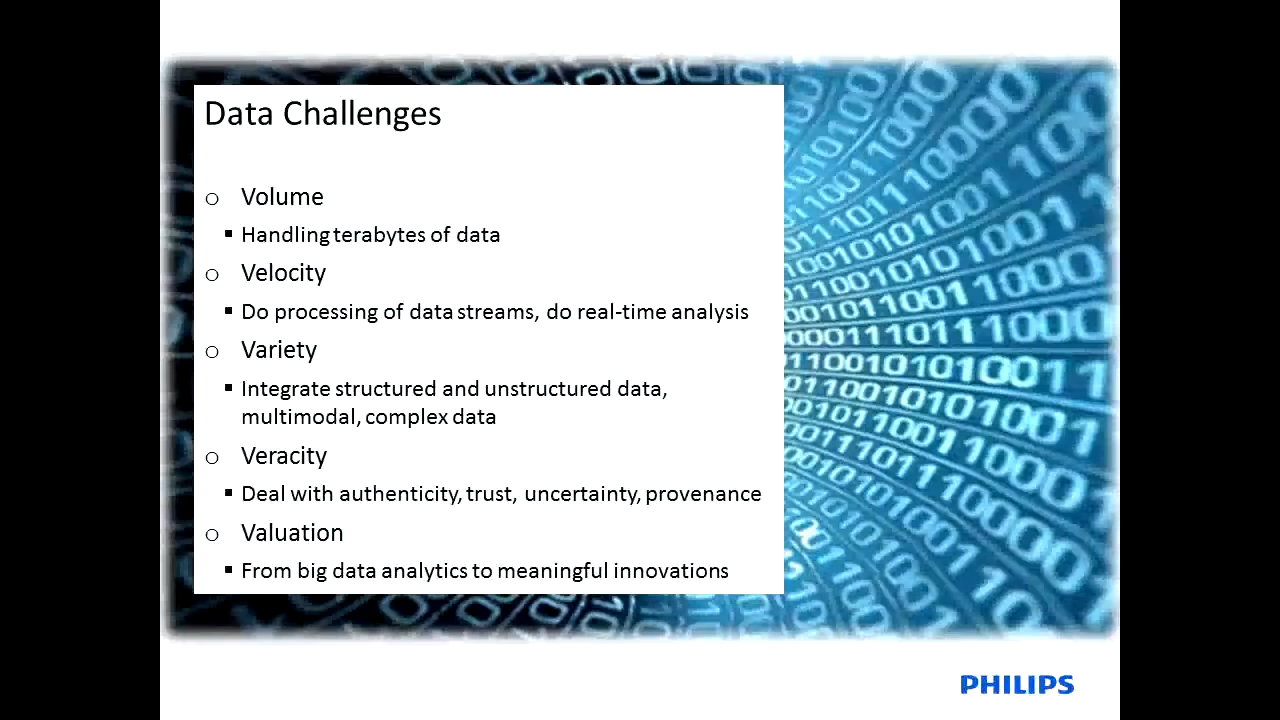 Data Challenges
o Volume
▪ Handling terabytes of data
o Velocity
▪ Do processing of data streams, do real-time analysis
o Variety
▪ Integrate structured and unstructured data,
multimodal, complex data
o Veracity
▪ Deal with authenticity, trust, uncertainty, provenance
o Valuation
▪ From big data analytics to meaningful innovations
PHILIPS